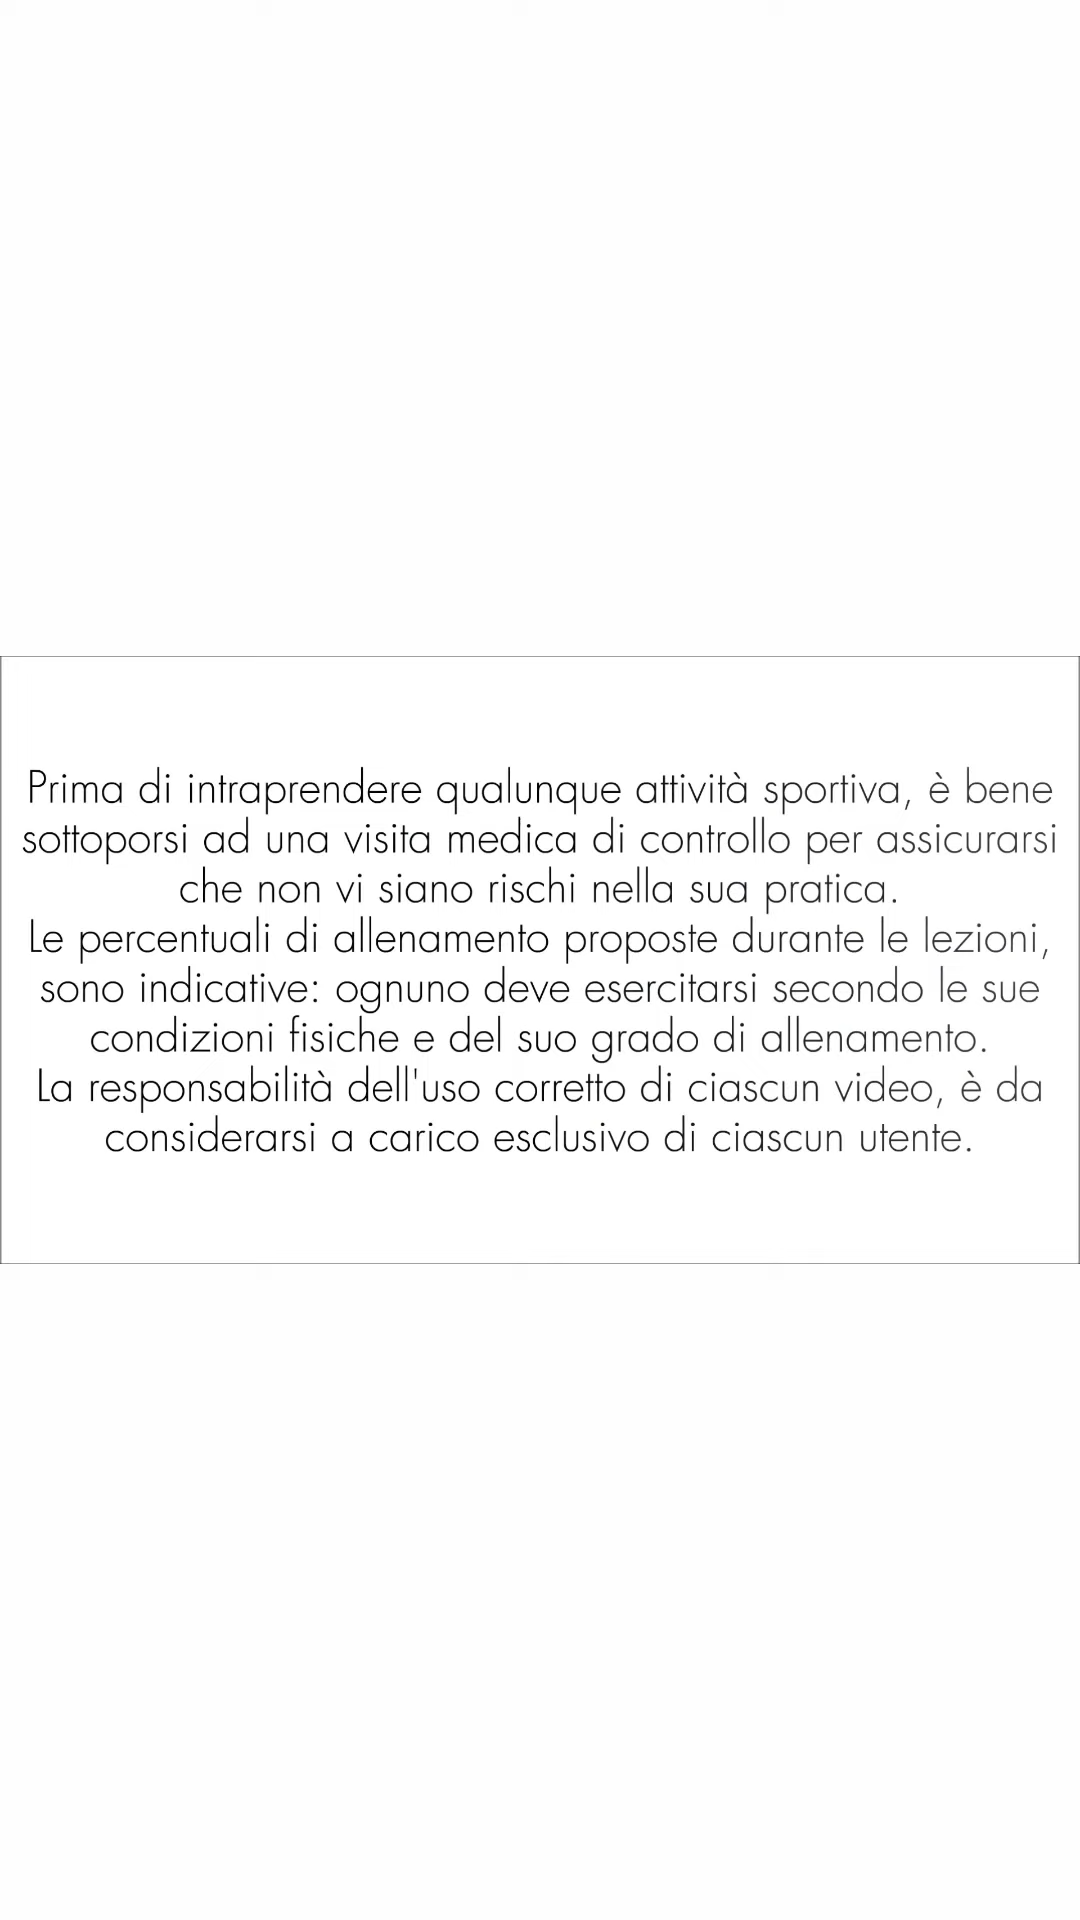 Prima di intraprendere qualunque attività sportiva, è bene
sottoporsi ad una visita medica di controllo per assicurarsi
che non vi siano rischi nella sua pratica.
Le percentuali di allenamento proposte durante le lezioni,
sono indicative: ognuno deve esercitarsi secondo le sue
condizioni fisiche e del suo grado di allenamento.
La responsabilità dell'uso corretto di ciascun video, è da
considerarsi a carico esclusivo di ciascun utente.